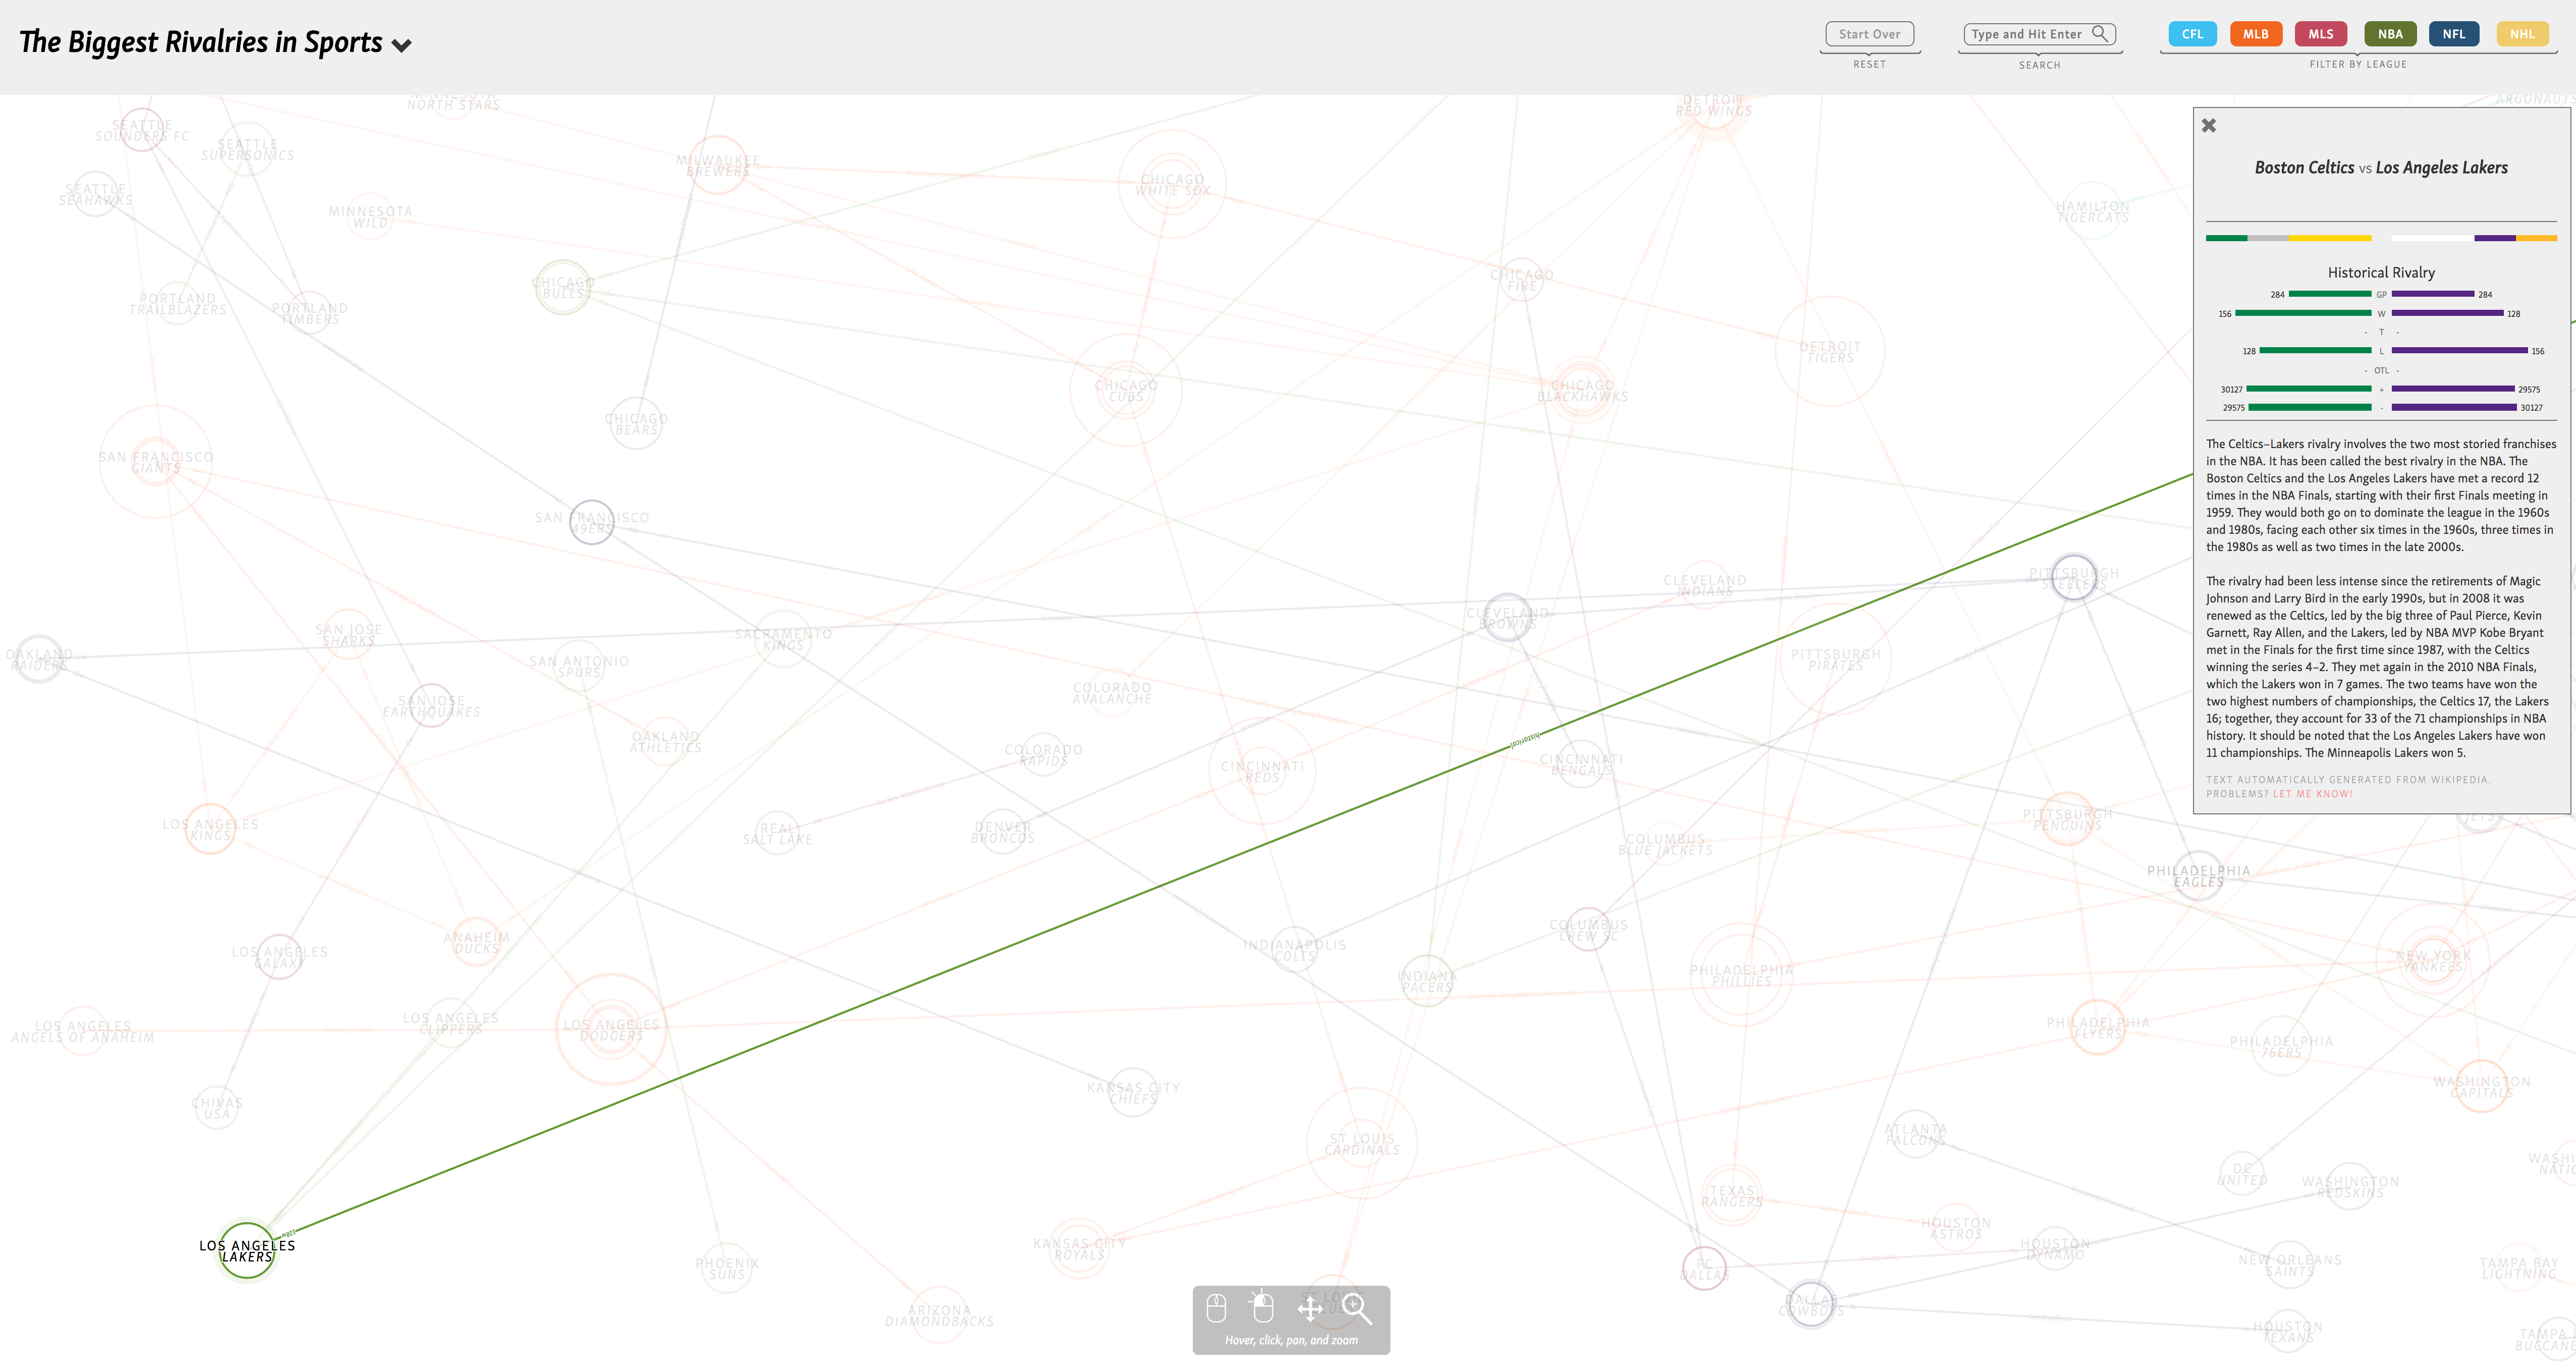 The Biggest Rivalries in Sports
Start Over
RESET
Type and Hit Enter
SEARCH
CFL
MLB
MLS
NBA
NFL
NHL
FILTER BY LEAGUE
Boston Celtics vs Los Angeles Lakers
Historical Rivalry
284 GP 284
156 W 128
- T -
128 L 156
- OTL -
30127 + 29575
29575 - 30127
The Celtics–Lakers rivalry involves the two most storied franchises
in the NBA. It has been called the best rivalry in the NBA. The
Boston Celtics and the Los Angeles Lakers have met a record 12
times in the NBA Finals, starting with their first Finals meeting in
1959. They would both go on to dominate the league in the 1960s
and 1980s, facing each other six times in the 1960s, three times in
the 1980s as well as two times in the late 2000s.
The rivalry had been less intense since the retirements of Magic
Johnson and Larry Bird in the early 1990s, but in 2008 it was
renewed as the Celtics, led by the big three of Paul Pierce, Kevin
Garnett, Ray Allen, and the Lakers, led by NBA MVP Kobe Bryant
met in the Finals for the first time since 1987, with the Celtics
winning the series 4–2. They met again in the 2010 NBA Finals,
which the Lakers won in 7 games. The two teams have won the
two highest numbers of championships, the Celtics 17, the Lakers
16; together, they account for 33 of the 71 championships in NBA
history. It should be noted that the Los Angeles Lakers have won
11 championships. The Minneapolis Lakers won 5.
TEXT AUTOMATICALLY GENERATED FROM WIKIPEDIA.
PROBLEMS? LET ME KNOW!
MINNESOTA
NORTH STARS
DETROIT
RED WINGS
ARGONAUTS
SEATTLE
SOUNDERS FC
SEATTLE
SUPERSONICS
SEATTLE
SEAHAWKS
MILWAUKEE
BREWERS
CHICAGO
WHITE SOX
MINNESOTA
WILD
HAMILTON
TIGERCATS
CHICAGO
BULLS
CHICAGO
FIRE
PORTLAND
TRAILBLAZERS
PORTLAND
TIMBERS
DETROIT
TIGERS
CHICAGO
CUBS
CHICAGO
BLACKHAWKS
CHICAGO
BEARS
SAN FRANCISCO
GIANTS
SAN FRANCISCO
49ERS
PITTSBURGH
STEELERS
CLEVELAND
INDIANS
CLEVELAND
BROWNS
SAN JOSE
SHARKS
SACRAMENTO
KINGS
OAKLAND
RAIDERS
SAN ANTONIO
SPURS
PITTSBURGH
PIRATES
COLORADO
AVALANCHE
SAN JOSE
EARTHQUAKES
OAKLAND
ATHLETICS
historical
COLORADO
RAPIDS
CINCINNATI
REDS
CINCINNATI
BENGALS
LOS ANGELES
KINGS
REAL
SALT LAKE
DENVER
BRONCOS
COLUMBUS
BLUE JACKETS
PITTSBURGH
PENGUINS
JETS
PHILADELPHIA
EAGLES
ANAHEIM
DUCKS
LOS ANGELES
GALAXY
INDIANAPOLIS
COLTS
COLUMBUS
CREW SC
INDIANA
PACERS
PHILADELPHIA
PHILLIES
NEW YORK
YANKEES
LOS ANGELES
ANGELS OF ANAHEIM
LOS ANGELES
CLIPPERS
LOS ANGELES
DODGERS
PHILADELPHIA
FLYERS
PHILADELPHIA
76ERS
WASHINGTON
CAPITALS
CHIVAS
USA
KANSAS CITY
CHIEFS
ST LOUIS
CARDINALS
ATLANTA
FALCONS
DC
UNITED
WASHINGTON
REDSKINS
TEXAS
RANGERS
HOUSTON
ASTROS
LOS ANGELES
LAKERS
KANSAS CITY
ROYALS
PHOENIX
SUNS
FC
DALLAS
HOUSTON
DYNAMO
NEW ORLEANS
SAINTS
TAMPA BAY
LIGHTNING
ARIZONA
DIAMONDBACKS
DALLAS
COWBOYS
HOUSTON
TEXANS
Hover, click, pan, and zoom